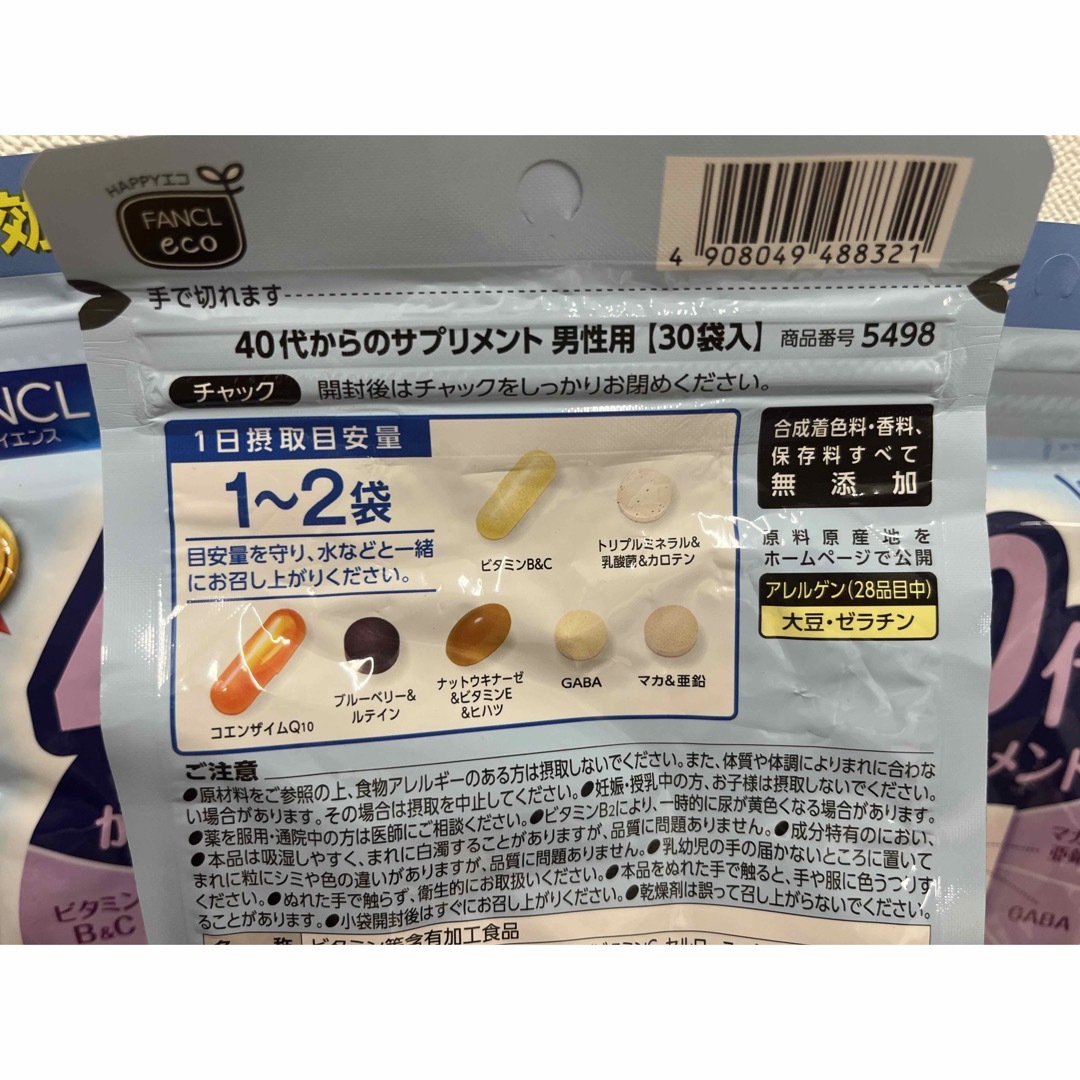 HAPPYエコ
FANCL
eco
4 908049 488321
手で切れます
40代からのサプリメント 男性用【30袋入】 商品番号 5498
チャック 開封後はチャックをしっかりお閉めください。
1日摂取目安量
1~2袋
目安量を守り、水などと一緒
にお召し上がりください。
ビタミンB&C
トリプルミネラル&
乳酸菌&カロテン
コエンザイムQ10
ブルーベリー&
ルテイン
ナットウキナーゼ
&ビタミンE
&ヒハツ
GABA
マカ&亜鉛
合成着色料・香料、
保存料すべて
無添加
原料原産地を
ホームページで公開
アレルゲン(28品目中)
大豆・ゼラチン
ご注意
●原材料をご参照の上、食物アレルギーのある方は摂取しないでください。また、体質や体調によりまれに合わな
い場合があります。その場合は摂取を中止してください。●妊娠・授乳中の方、お子様は摂取しないでください。
●薬を服用・通院中の方は医師にご相談ください。●ビタミンB2により、一時的に尿が黄色くなる場合があります。
●本品は吸湿しやすく、まれに白濁することがありますが、品質に問題ありません。●成分特有のにおい、
まれに粒にシミや色の違いがありますが、品質に問題ありません。●乳幼児の手の届かないところに置いて
ください。●ぬれた手で触らず、衛生的にお取扱いください。●本品をぬれた手で触ると、手や服に色うつりす
ることがあります。●小袋開封後はすぐにお召し上がりください。●乾燥剤は誤って召し上がらないでください。
名 称 ビタミン等含有加工食品
NCL
イエンス
ビタミン
B&C
代
メント
GABA